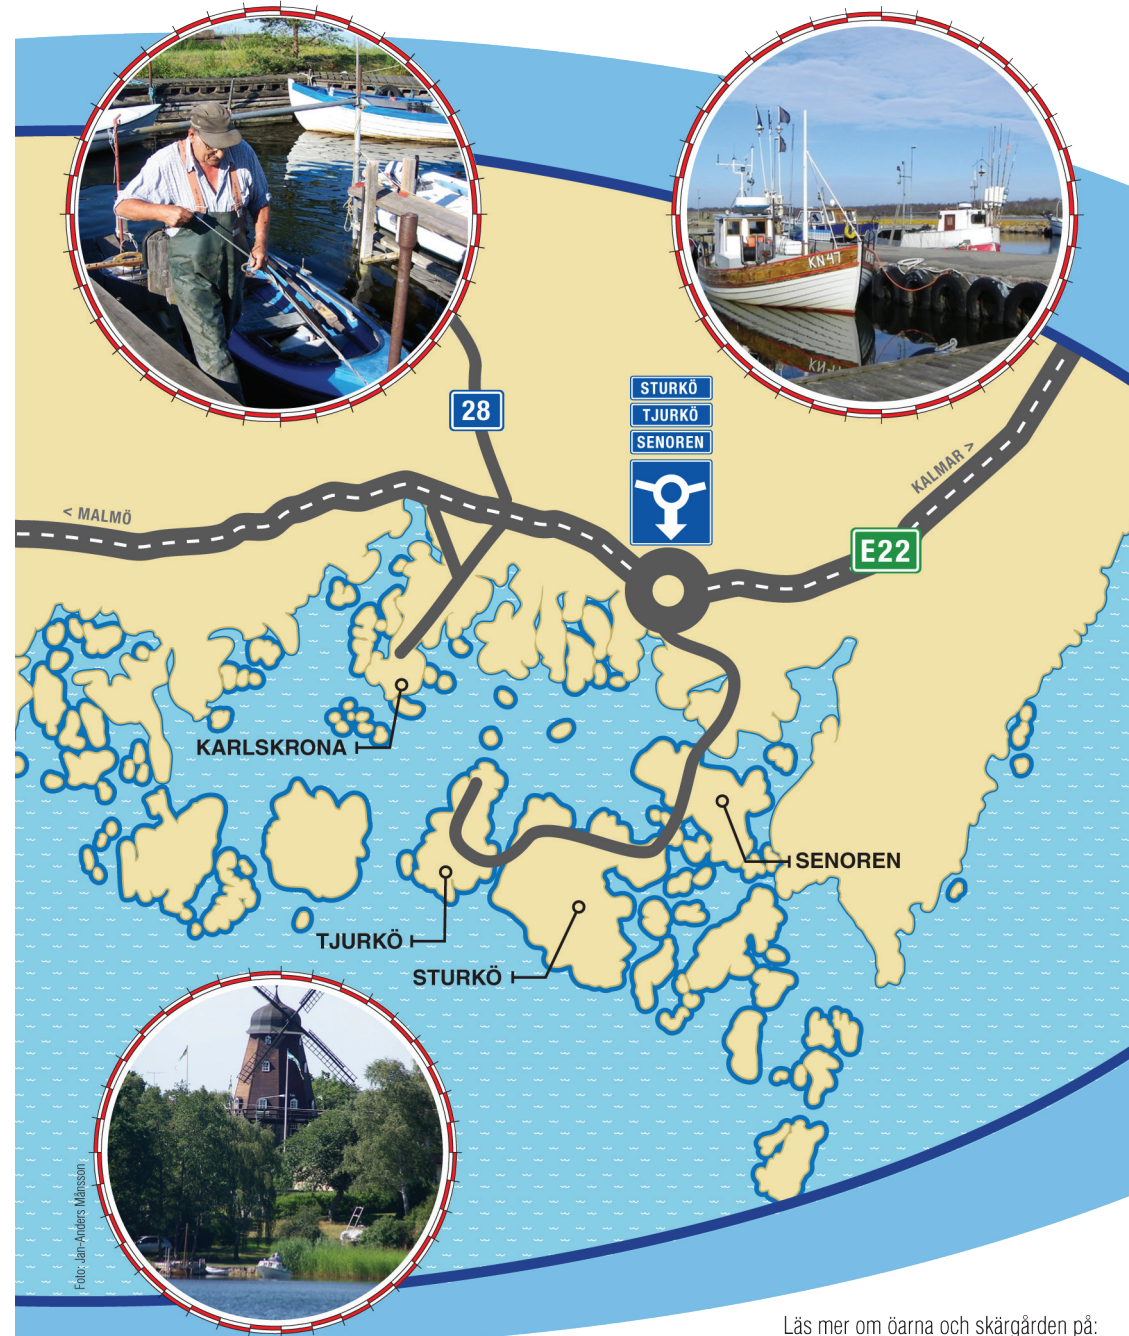 KN47
28
STURKÖ
TJURKÖ
SENOREN
KALMAR >
< MALMÖ
E22
KARLSKRONA
SENOREN
TJURKÖ
STURKÖ
Foto: Jan-Anders Månsson
Läs mer om öarna och skärgården på: